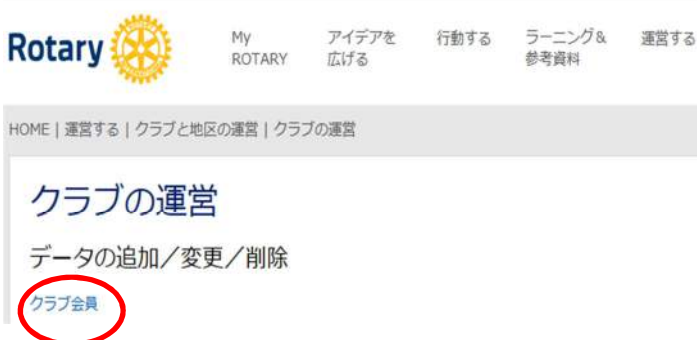 Rotary
My
ROTARY
アイデアを
広げる
行動する
ラーニング&
参考資料
運営する
HOME | 運営する | クラブと地区の運営 | クラブの運営
クラブの運営
データの追加／変更／削除
クラブ会員